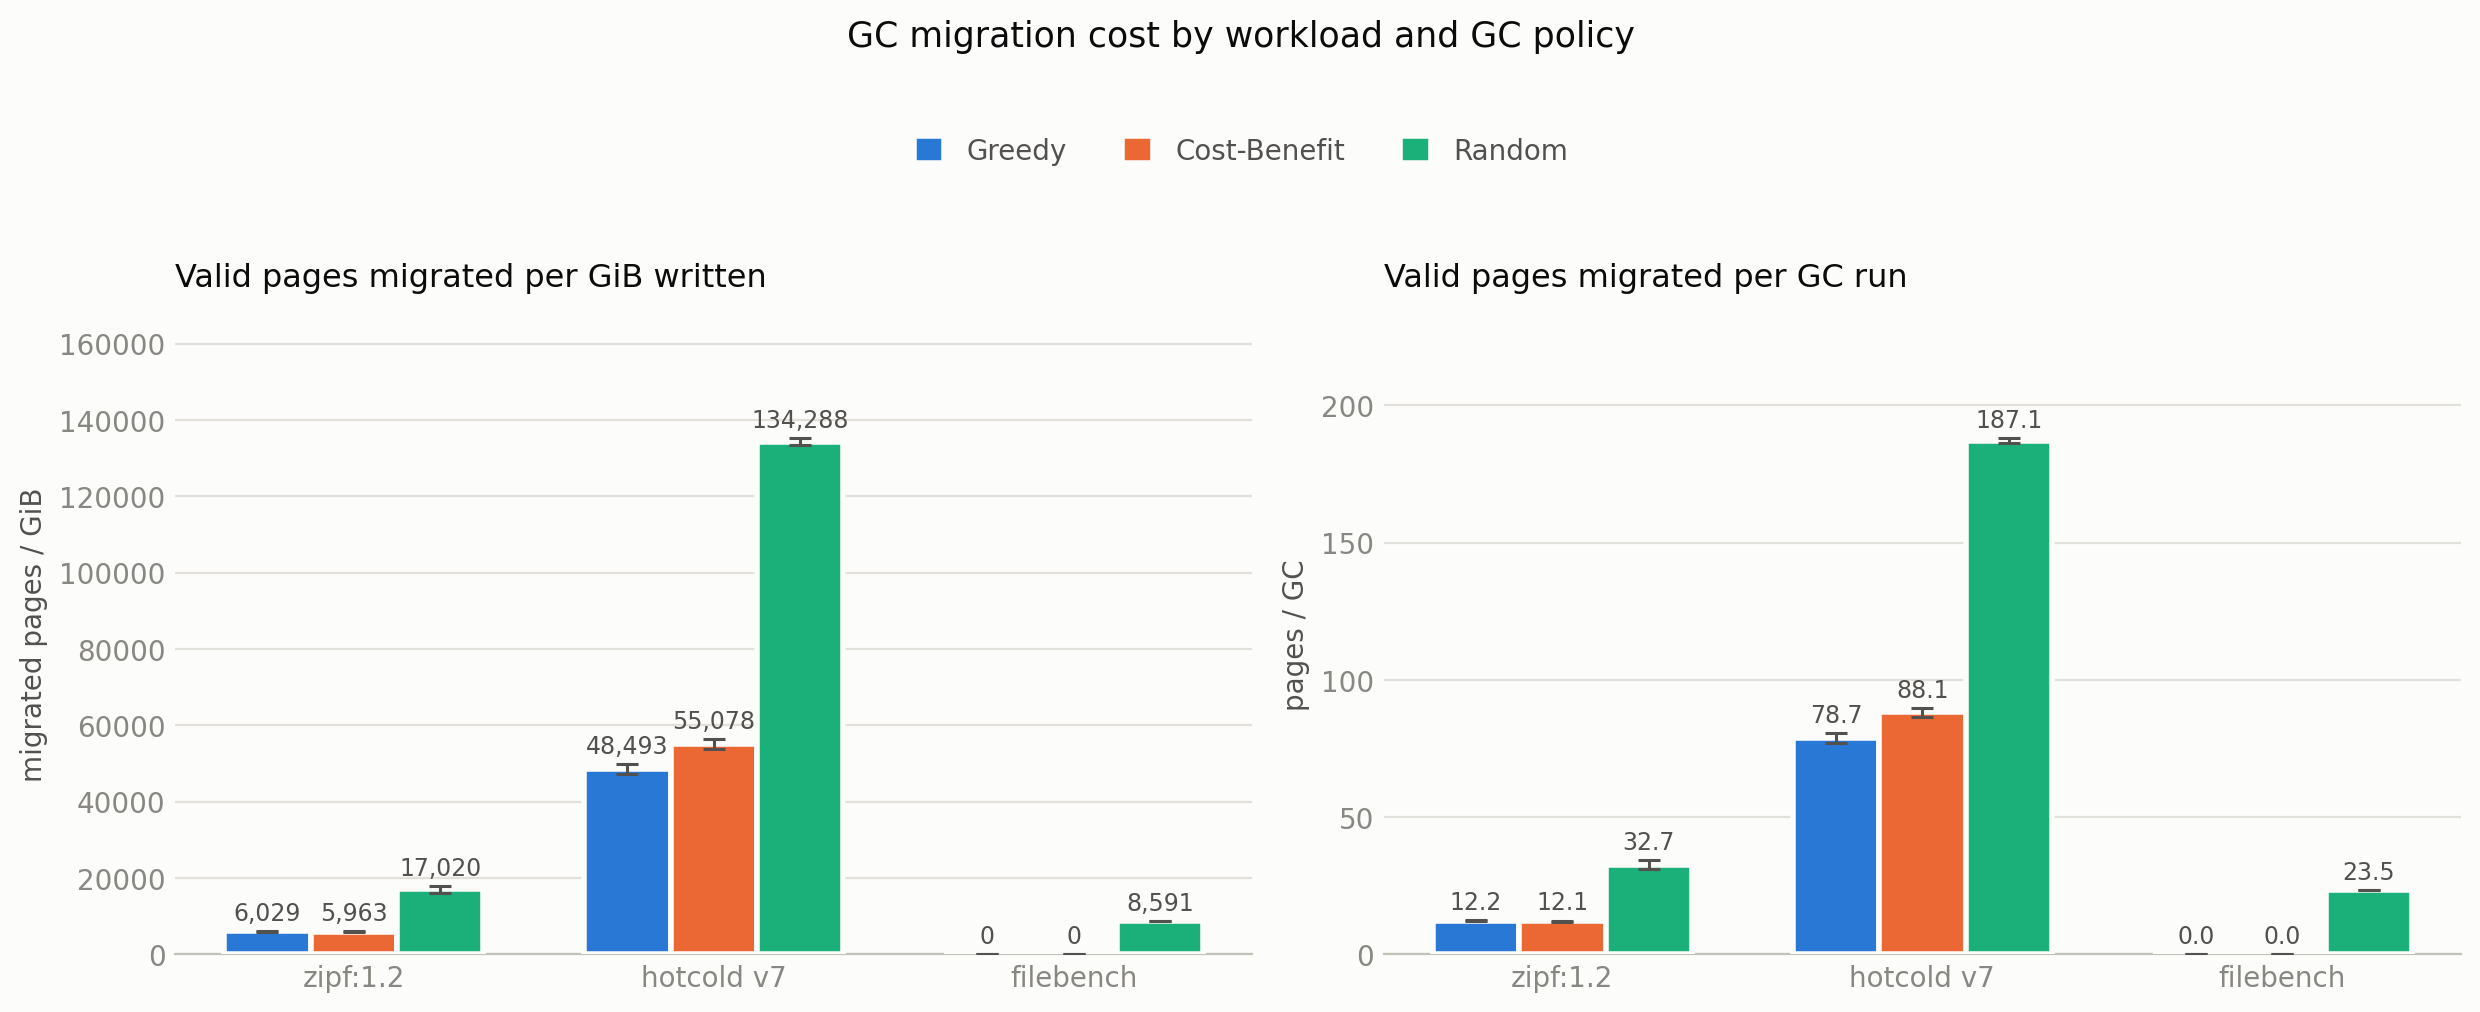 GC migration cost by workload and GC policy
Greedy Cost-Benefit Random
Valid pages migrated per GiB written
migrated pages / GiB
160000
140000
120000
100000
80000
60000
40000
20000
0
6,029 5,963 17,020
48,493 55,078 134,288
0 0 8,591
zipf:1.2 hotcold v7 filebench
Valid pages migrated per GC run
pages / GC
200
150
100
50
0
12.2 12.1 32.7
78.7 88.1 187.1
0.0 0.0 23.5
zipf:1.2 hotcold v7 filebench